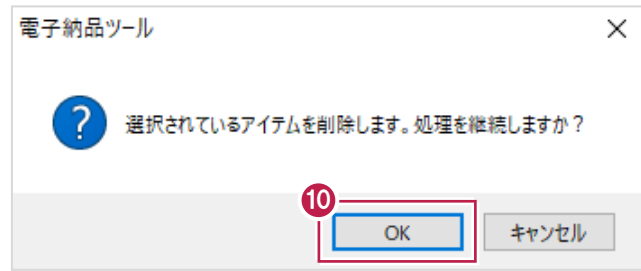 電子納品ツール
選択されているアイテムを削除します。処理を継続しますか？
10
OK
キャンセル